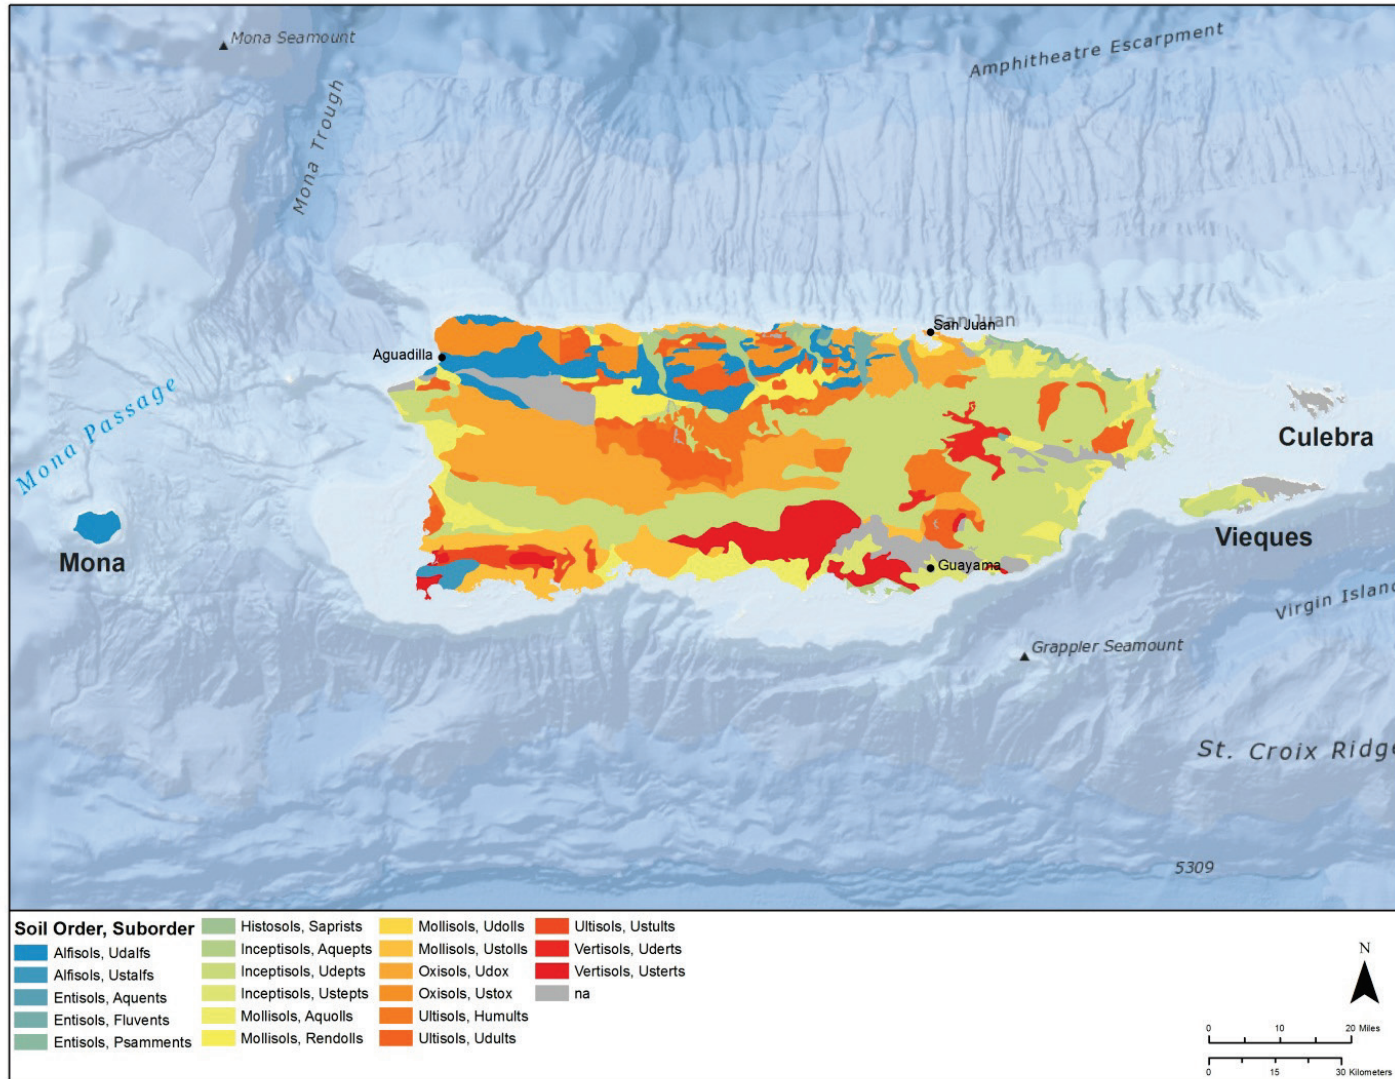 Mona Seamount
Amphitheatre Escarpment
Mona Trough
San Juan
San Juan
Aguadilla
Mona Passage
Culebra
Mona
Vieques
Guayama
Virgin Island
Grappler Seamount
St. Croix Ridge
5309
Soil Order, Suborder
Alfisols, Udalfs
Alfisols, Ustalfs
Entisols, Aquents
Entisols, Fluvents
Entisols, Psamments
Histosols, Saprists
Inceptisols, Aquepts
Inceptisols, Udepts
Inceptisols, Ustepts
Mollisols, Aquolls
Mollisols, Rendolls
Mollisols, Udolls
Mollisols, Ustolls
Oxisols, Udox
Oxisols, Ustox
Ultisols, Humults
Ultisols, Udults
Ultisols, Ustults
Vertisols, Uderts
Vertisols, Usterts
na
N
0 10 20 Miles
0 15 30 Kilometers